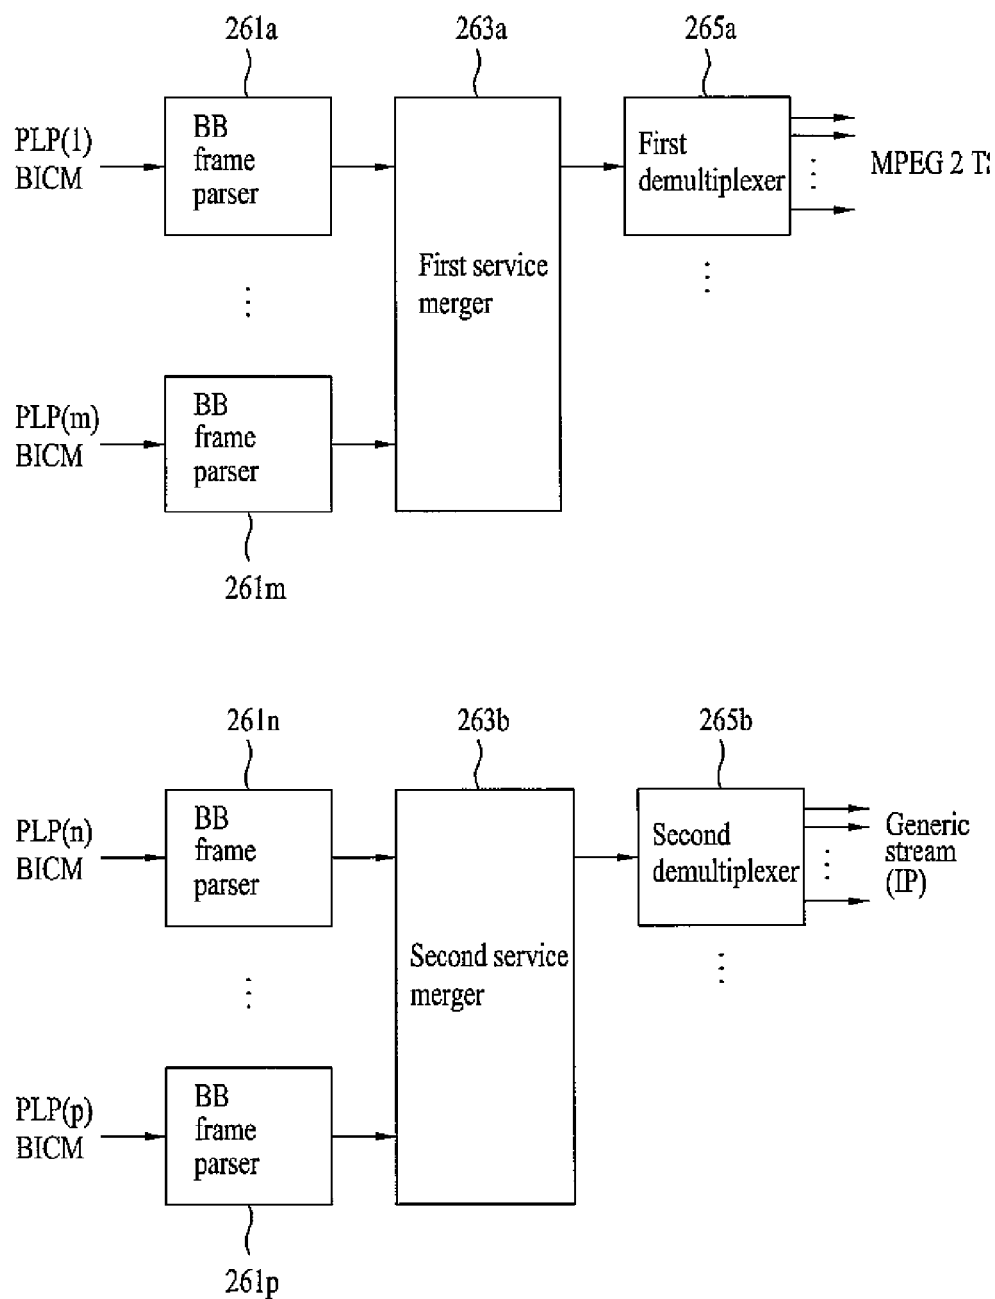 261a
263a
265a
PLP(1)
BICM
BB
frame
parser
First service
merger
First
demultiplexer
MPEG 2 TS
PLP(m)
BICM
BB
frame
parser
261m
261n
263b
265b
PLP(n)
BICM
BB
frame
parser
Second service
merger
Second
demultiplexer
Generic
stream
(IP)
PLP(p)
BICM
BB
frame
parser
261p